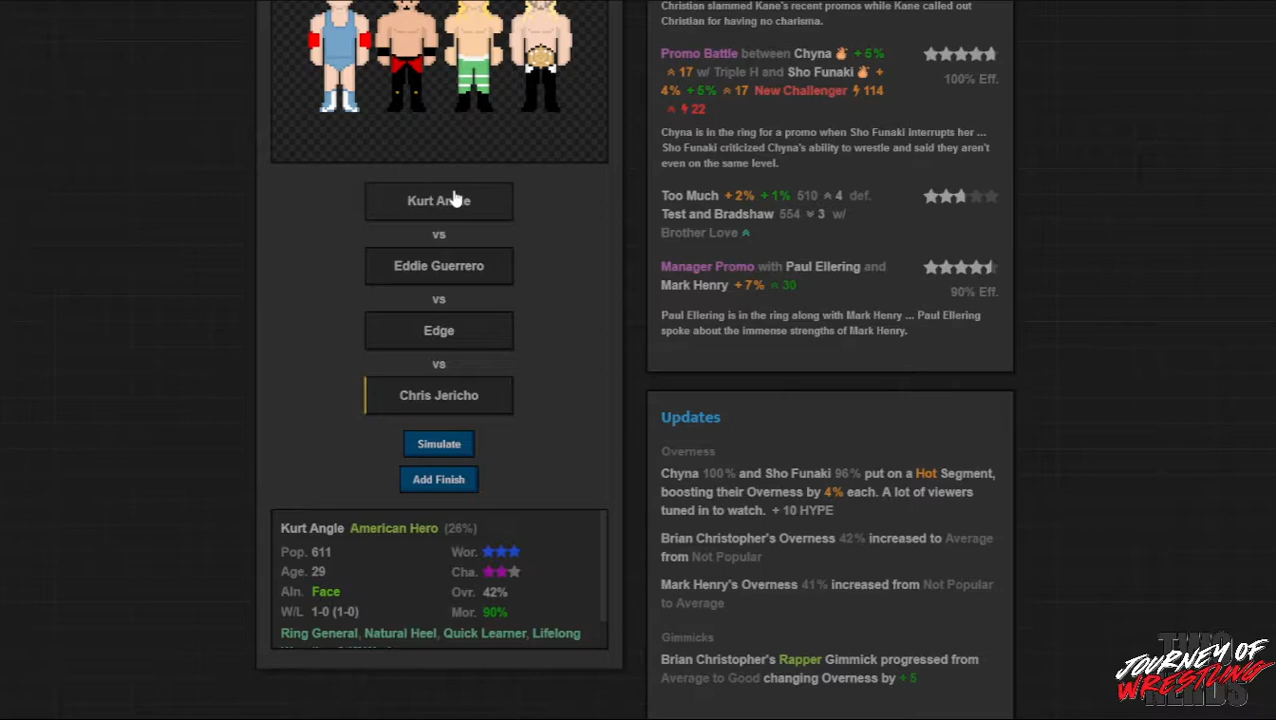 Kurt Angle
vs
Eddie Guerrero
vs
Edge
vs
Chris Jericho
Simulate
Add Finish
Kurt Angle American Hero (26%)
Pop. 611 Wor.
Age. 29 Cha.
Aln. Face Ovr. 42%
W/L 1-0 (1-0) Mor. 90%
Ring General, Natural Heel, Quick Learner, Lifelong
Christian slammed Kane's recent promos while Kane called out
Christian for having no charisma.
Promo Battle between Chyna + 5%
17 w/ Triple H and Sho Funaki +
4% + 5% 17 New Challenger 114
22
100% Eff.
Chyna is in the ring for a promo when Sho Funaki interrupts her ...
Sho Funaki criticized Chyna's ability to wrestle and said they aren't
even on the same level.
Too Much + 2% + 1% 510 4 def.
Test and Bradshaw 554 3 w/
Brother Love
Manager Promo with Paul Ellering and
Mark Henry + 7% 30
90% Eff.
Paul Ellering is in the ring along with Mark Henry ... Paul Ellering
spoke about the immense strengths of Mark Henry.
Updates
Overness
Chyna 100% and Sho Funaki 96% put on a Hot Segment,
boosting their Overness by 4% each. A lot of viewers
tuned in to watch. + 10 HYPE
Brian Christopher's Overness 42% increased to Average
from Not Popular
Mark Henry's Overness 41% increased from Not Popular
to Average
Gimmicks
Brian Christopher's Rapper Gimmick progressed from
Average to Good changing Overness by + 5
JOURNEY OF
WRESTLING